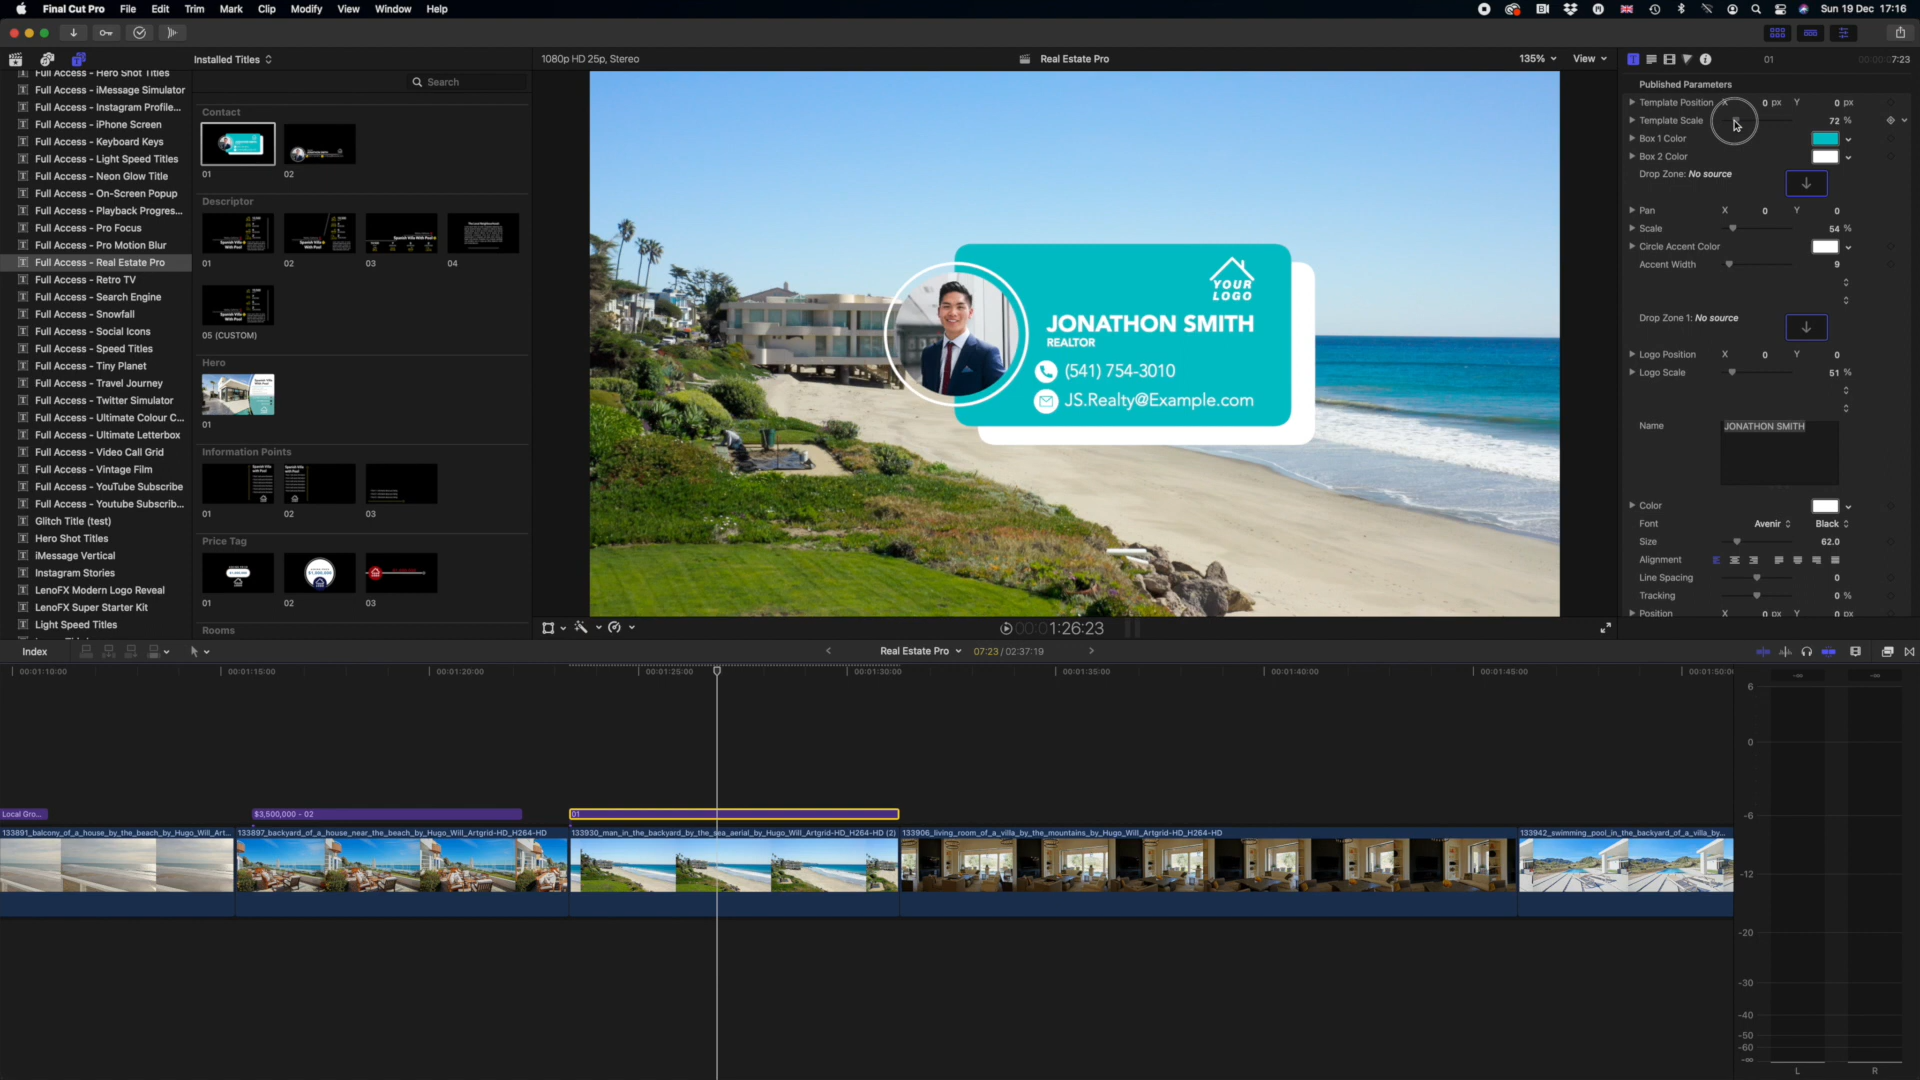 Final Cut Pro File Edit Trim Mark Clip Modify View Window Help Sun 19 Dec 17:16
Installed Titles
Search
Full Access - Hero Shot Titles
Full Access - iMessage Simulator
Full Access - Instagram Profile...
Full Access - iPhone Screen
Full Access - Keyboard Keys
Full Access - Light Speed Titles
Full Access - Neon Glow Title
Full Access - On-Screen Popup
Full Access - Playback Progres...
Full Access - Pro Focus
Full Access - Pro Motion Blur
Full Access - Real Estate Pro
Full Access - Retro TV
Full Access - Search Engine
Full Access - Snowfall
Full Access - Social Icons
Full Access - Speed Titles
Full Access - Tiny Planet
Full Access - Travel Journey
Full Access - Twitter Simulator
Full Access - Ultimate Colour C...
Full Access - Ultimate Letterbox
Full Access - Video Call Grid
Full Access - Vintage Film
Full Access - YouTube Subscribe
Full Access - Youtube Subscrib...
Glitch Title (test)
Hero Shot Titles
iMessage Vertical
Instagram Stories
LenoFX Modern Logo Reveal
LenoFX Super Starter Kit
Light Speed Titles
Contact
01 02
Descriptor
01 02 03 04
05 (CUSTOM)
Hero
01
Information Points
01 02 03
Price Tag
01 02 03
Rooms
1080p HD 25p, Stereo
Real Estate Pro
135% View
YOUR
LOGO
JONATHON SMITH
REALTOR
(541) 754-3010
JS.Realty@Example.com
00:00 1:26:23
01 00:00:07:23
Published Parameters
Template Position X 0 px Y 0 px
Template Scale 72 %
Box 1 Color
Box 2 Color
Drop Zone: No source
Pan X 0 Y 0
Scale 54 %
Circle Accent Color
Accent Width 9
Drop Zone 1: No source
Logo Position X 0 Y 0
Logo Scale 51 %
Name JONATHON SMITH
Color
Font Avenir Black
Size 62.0
Alignment
Line Spacing 0
Tracking 0 %
Position X 0 px Y 0 px
Index
Real Estate Pro 07:23 / 02:37:19
00:01:10:00 00:01:15:00 00:01:20:00 00:01:25:00 00:01:30:00 00:01:35:00 00:01:40:00 00:01:45:00 00:01:50:00
Local Gro... $3,500,000 - 02 01
133891_balcony_of_a_house_by_the_beach_by_Hugo_Will_Art... 133897_backyard_of_a_house_near_the_beach_by_Hugo_Will_Artgrid-HD_H264-HD 133930_man_in_the_backyard_by_the_sea_aerial_by_Hugo_Will_Artgrid-HD_H264-HD (2) 133906_living_room_of_a_villa_by_the_mountains_by_Hugo_Will_Artgrid-HD_H264-HD 133942_swimming_pool_in_the_backyard_of_a_villa_by...
-∞ -∞
6
0
-6
-12
-20
-30
-40
-50
-60
-∞
L R